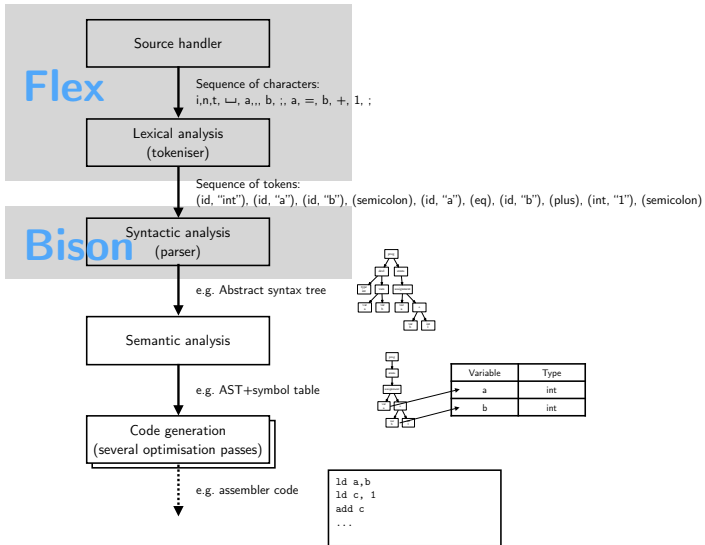 Source handler
Flex
Sequence of characters:
i,n,t, ⌴, a,,, b, ;, a, =, b, +, 1, ;
Lexical analysis
(tokeniser)
Sequence of tokens:
(id, “int”), (id, “a”), (id, “b”), (semicolon), (id, “a”), (eq), (id, “b”), (plus), (int, “1”), (semicolon)
Bison
Syntactic analysis
(parser)
e.g. Abstract syntax tree
Semantic analysis
e.g. AST+symbol table
Variable Type
a int
b int
Code generation
(several optimisation passes)
e.g. assembler code
ld a,b
ld c, 1
add c
...